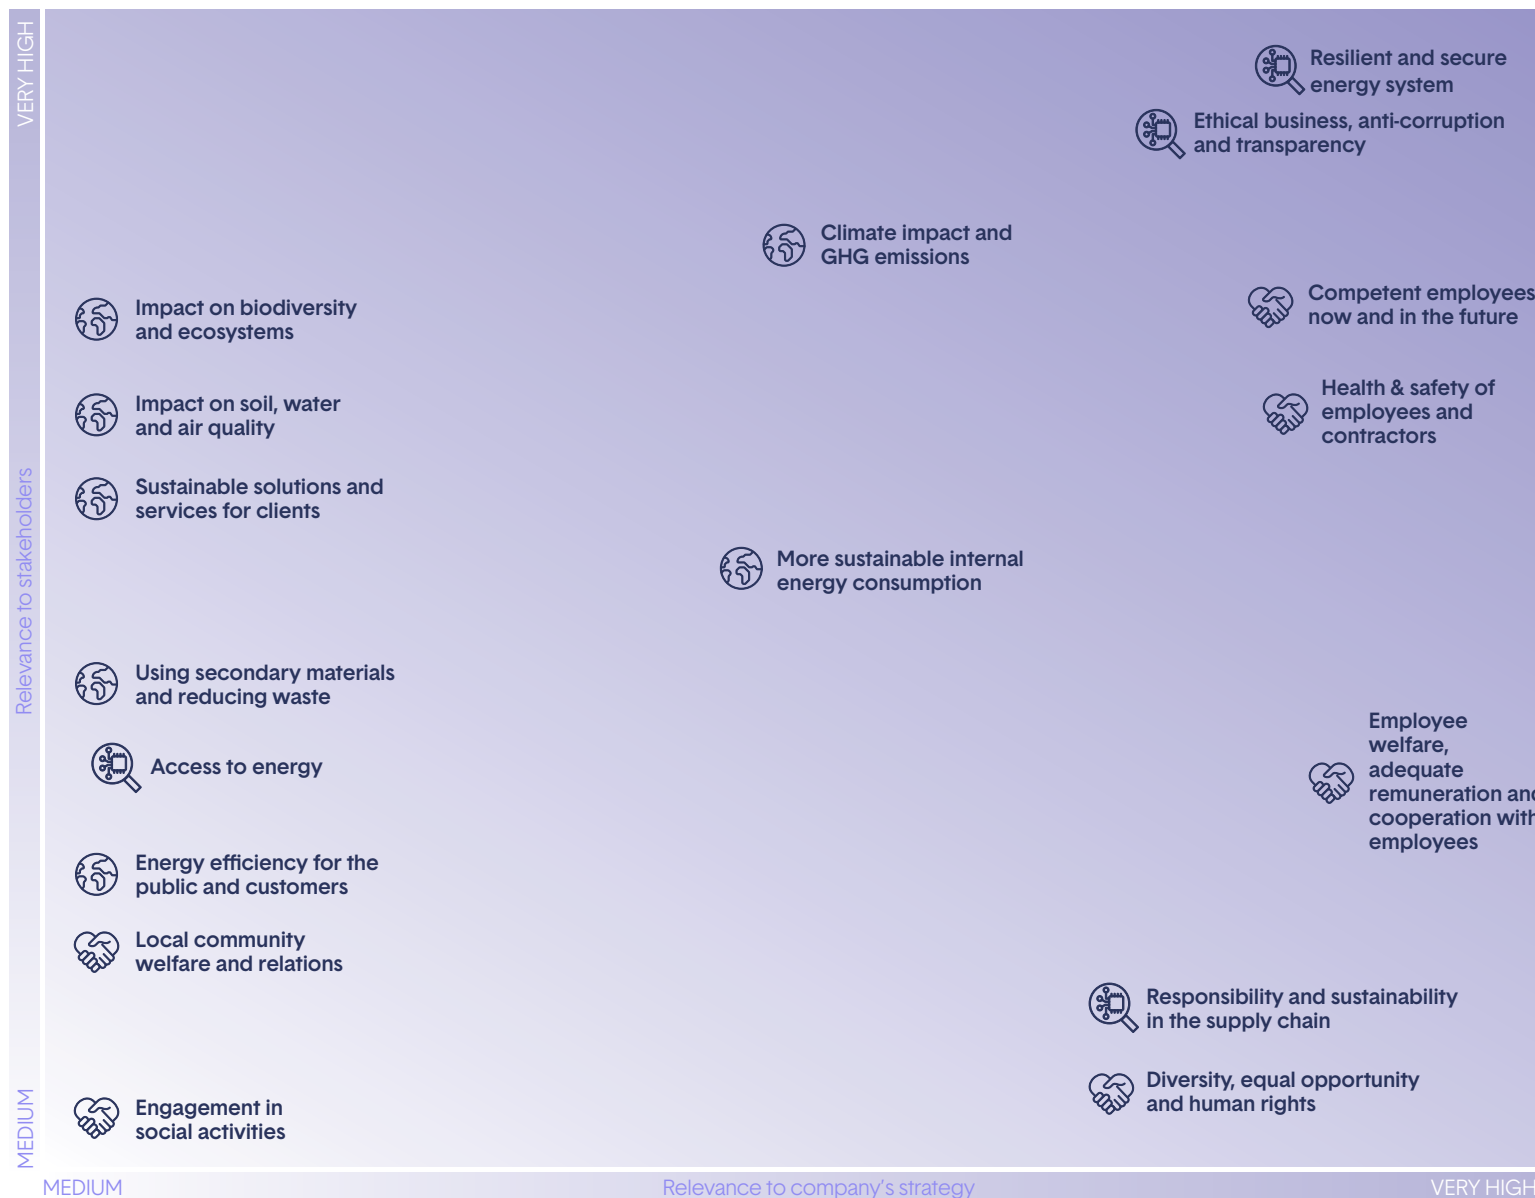 VERY HIGH
Relevance to stakeholders
MEDIUM
Resilient and secure
energy system
Ethical business, anti-corruption
and transparency
Climate impact and
GHG emissions
Competent employees
now and in the future
Impact on biodiversity
and ecosystems
Health & safety of
employees and
contractors
Impact on soil, water
and air quality
Sustainable solutions and
services for clients
More sustainable internal
energy consumption
Using secondary materials
and reducing waste
Employee
welfare,
adequate
remuneration and
cooperation with
employees
Access to energy
Energy efficiency for the
public and customers
Local community
welfare and relations
Responsibility and sustainability
in the supply chain
Diversity, equal opportunity
and human rights
Engagement in
social activities
MEDIUM
Relevance to company's strategy
VERY HIGH